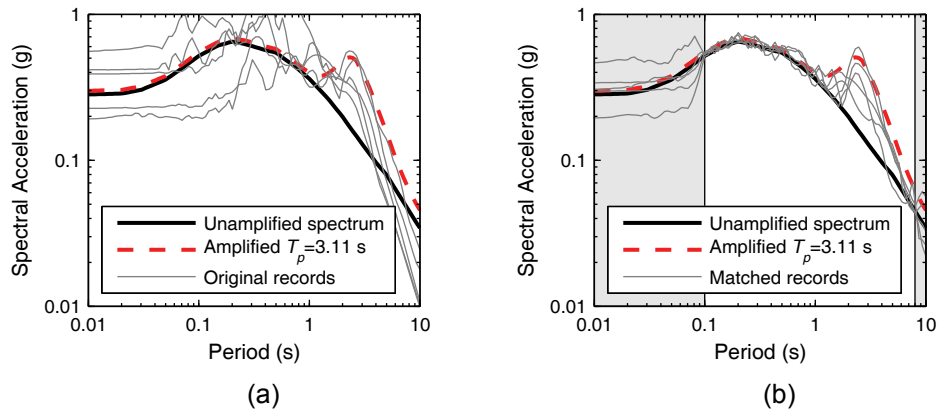 1
0.1
0.01
Spectral Acceleration (g)
Unamplified spectrum
Amplified Tp=3.11 s
Original records
0.01 0.1 1 10
Period (s)
(a)
1
0.1
0.01
Spectral Acceleration (g)
Unamplified spectrum
Amplified Tp=3.11 s
Matched records
0.01 0.1 1 10
Period (s)
(b)